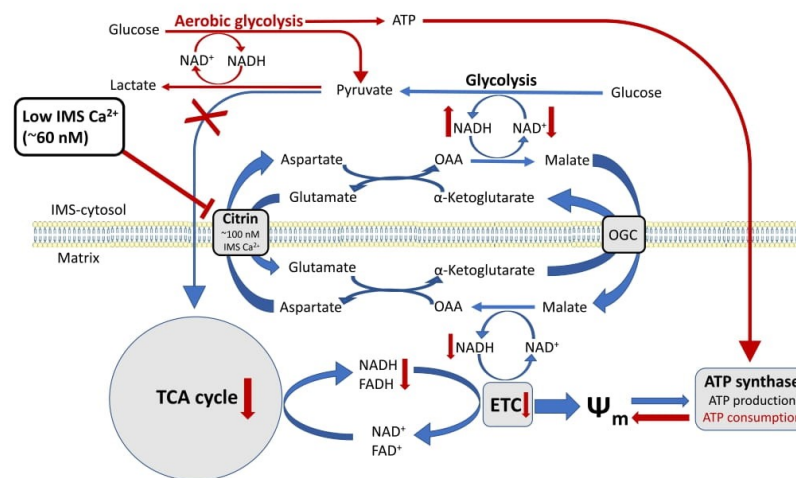 Aerobic glycolysis
Glucose
ATP
NAD⁺ NADH
Lactate
Pyruvate
Glycolysis
Glucose
Low IMS Ca²⁺
(~60 nM)
NADH NAD⁺
Aspartate OAA Malate
Glutamate α-Ketoglutarate
IMS-cytosol
Citrin
~100 nM
IMS Ca²⁺
OGC
Matrix
Glutamate α-Ketoglutarate
Aspartate OAA Malate
NADH NAD⁺
TCA cycle
NADH
FADH
NAD⁺
FAD⁺
ETC
Ψm
ATP synthase
ATP production
ATP consumption